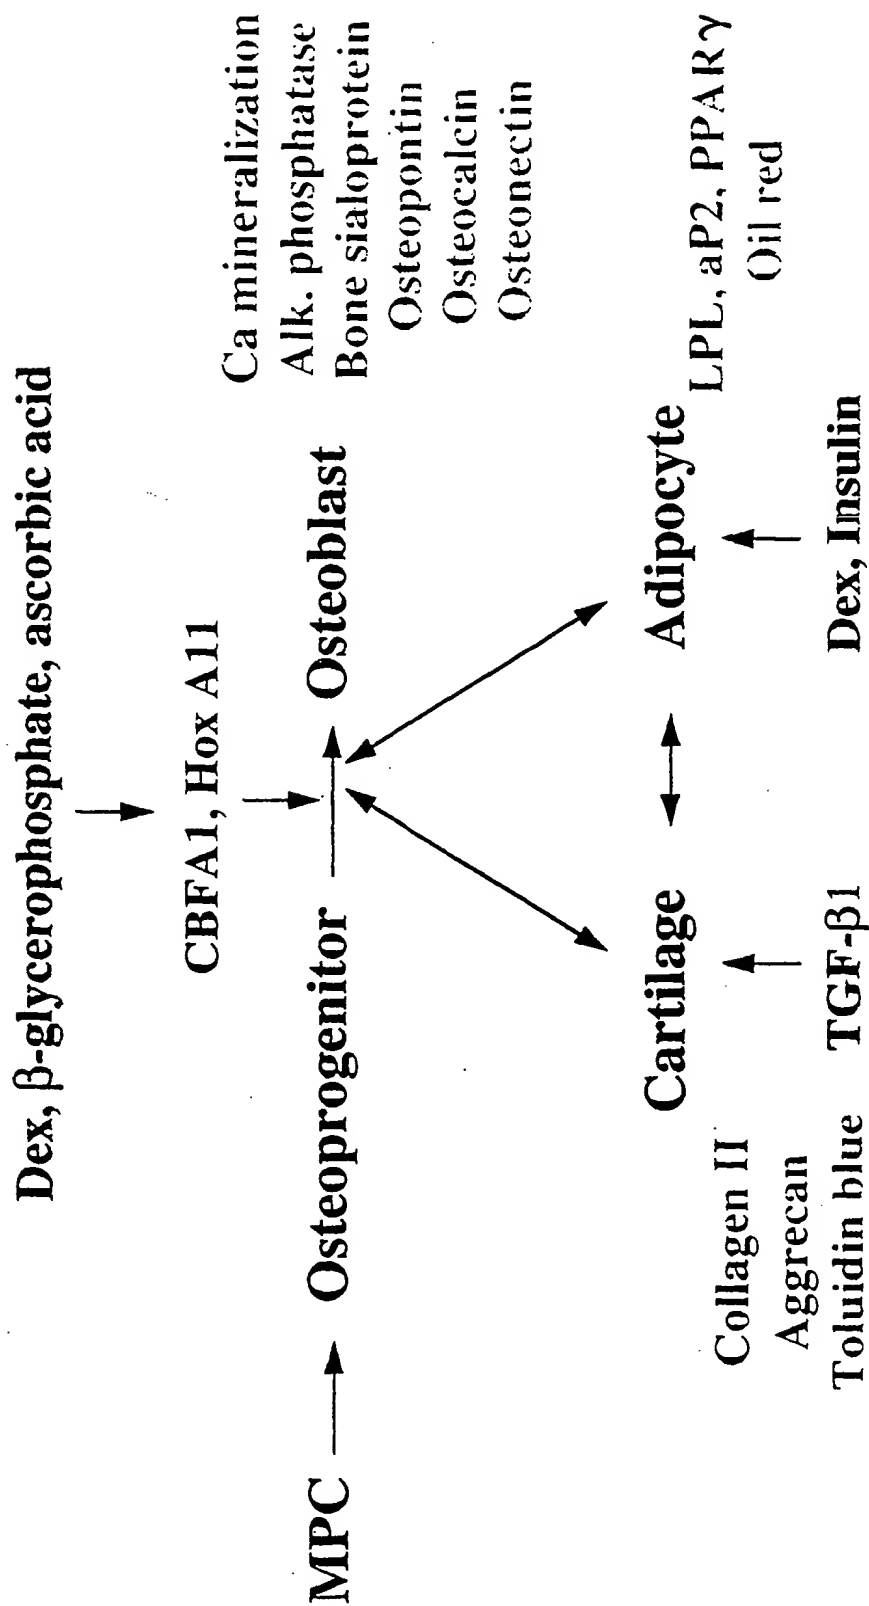 Dex, β-glycerophosphate, ascorbic acid
CBFA1, Hox A11
MPC
Osteoprogenitor
Osteoblast
Ca mineralization
Alk. phosphatase
Bone sialoprotein
Osteopontin
Osteocalcin
Osteonectin
Cartilage
Adipocyte
Collagen II
Aggrecan
Toluidin blue
TGF-β1
LPL, aP2, PPARγ
Oil red
Dex, Insulin